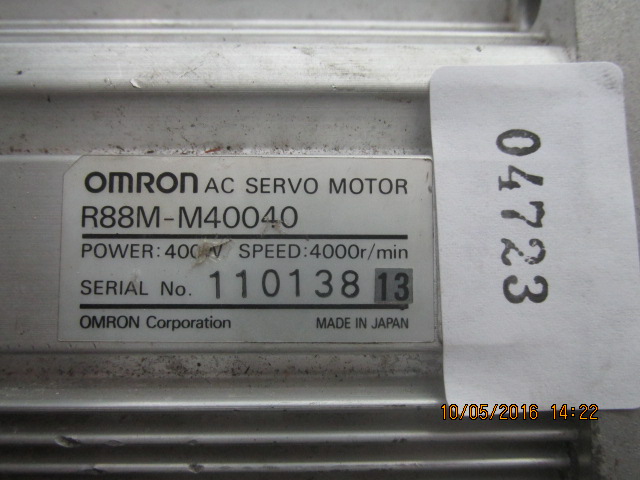 OMRON AC SERVO MOTOR
R88M-M40040
POWER: 400W SPEED: 4000r/min
SERIAL No. 110138 13
OMRON Corporation MADE IN JAPAN
04723
10/05/2016 14:22